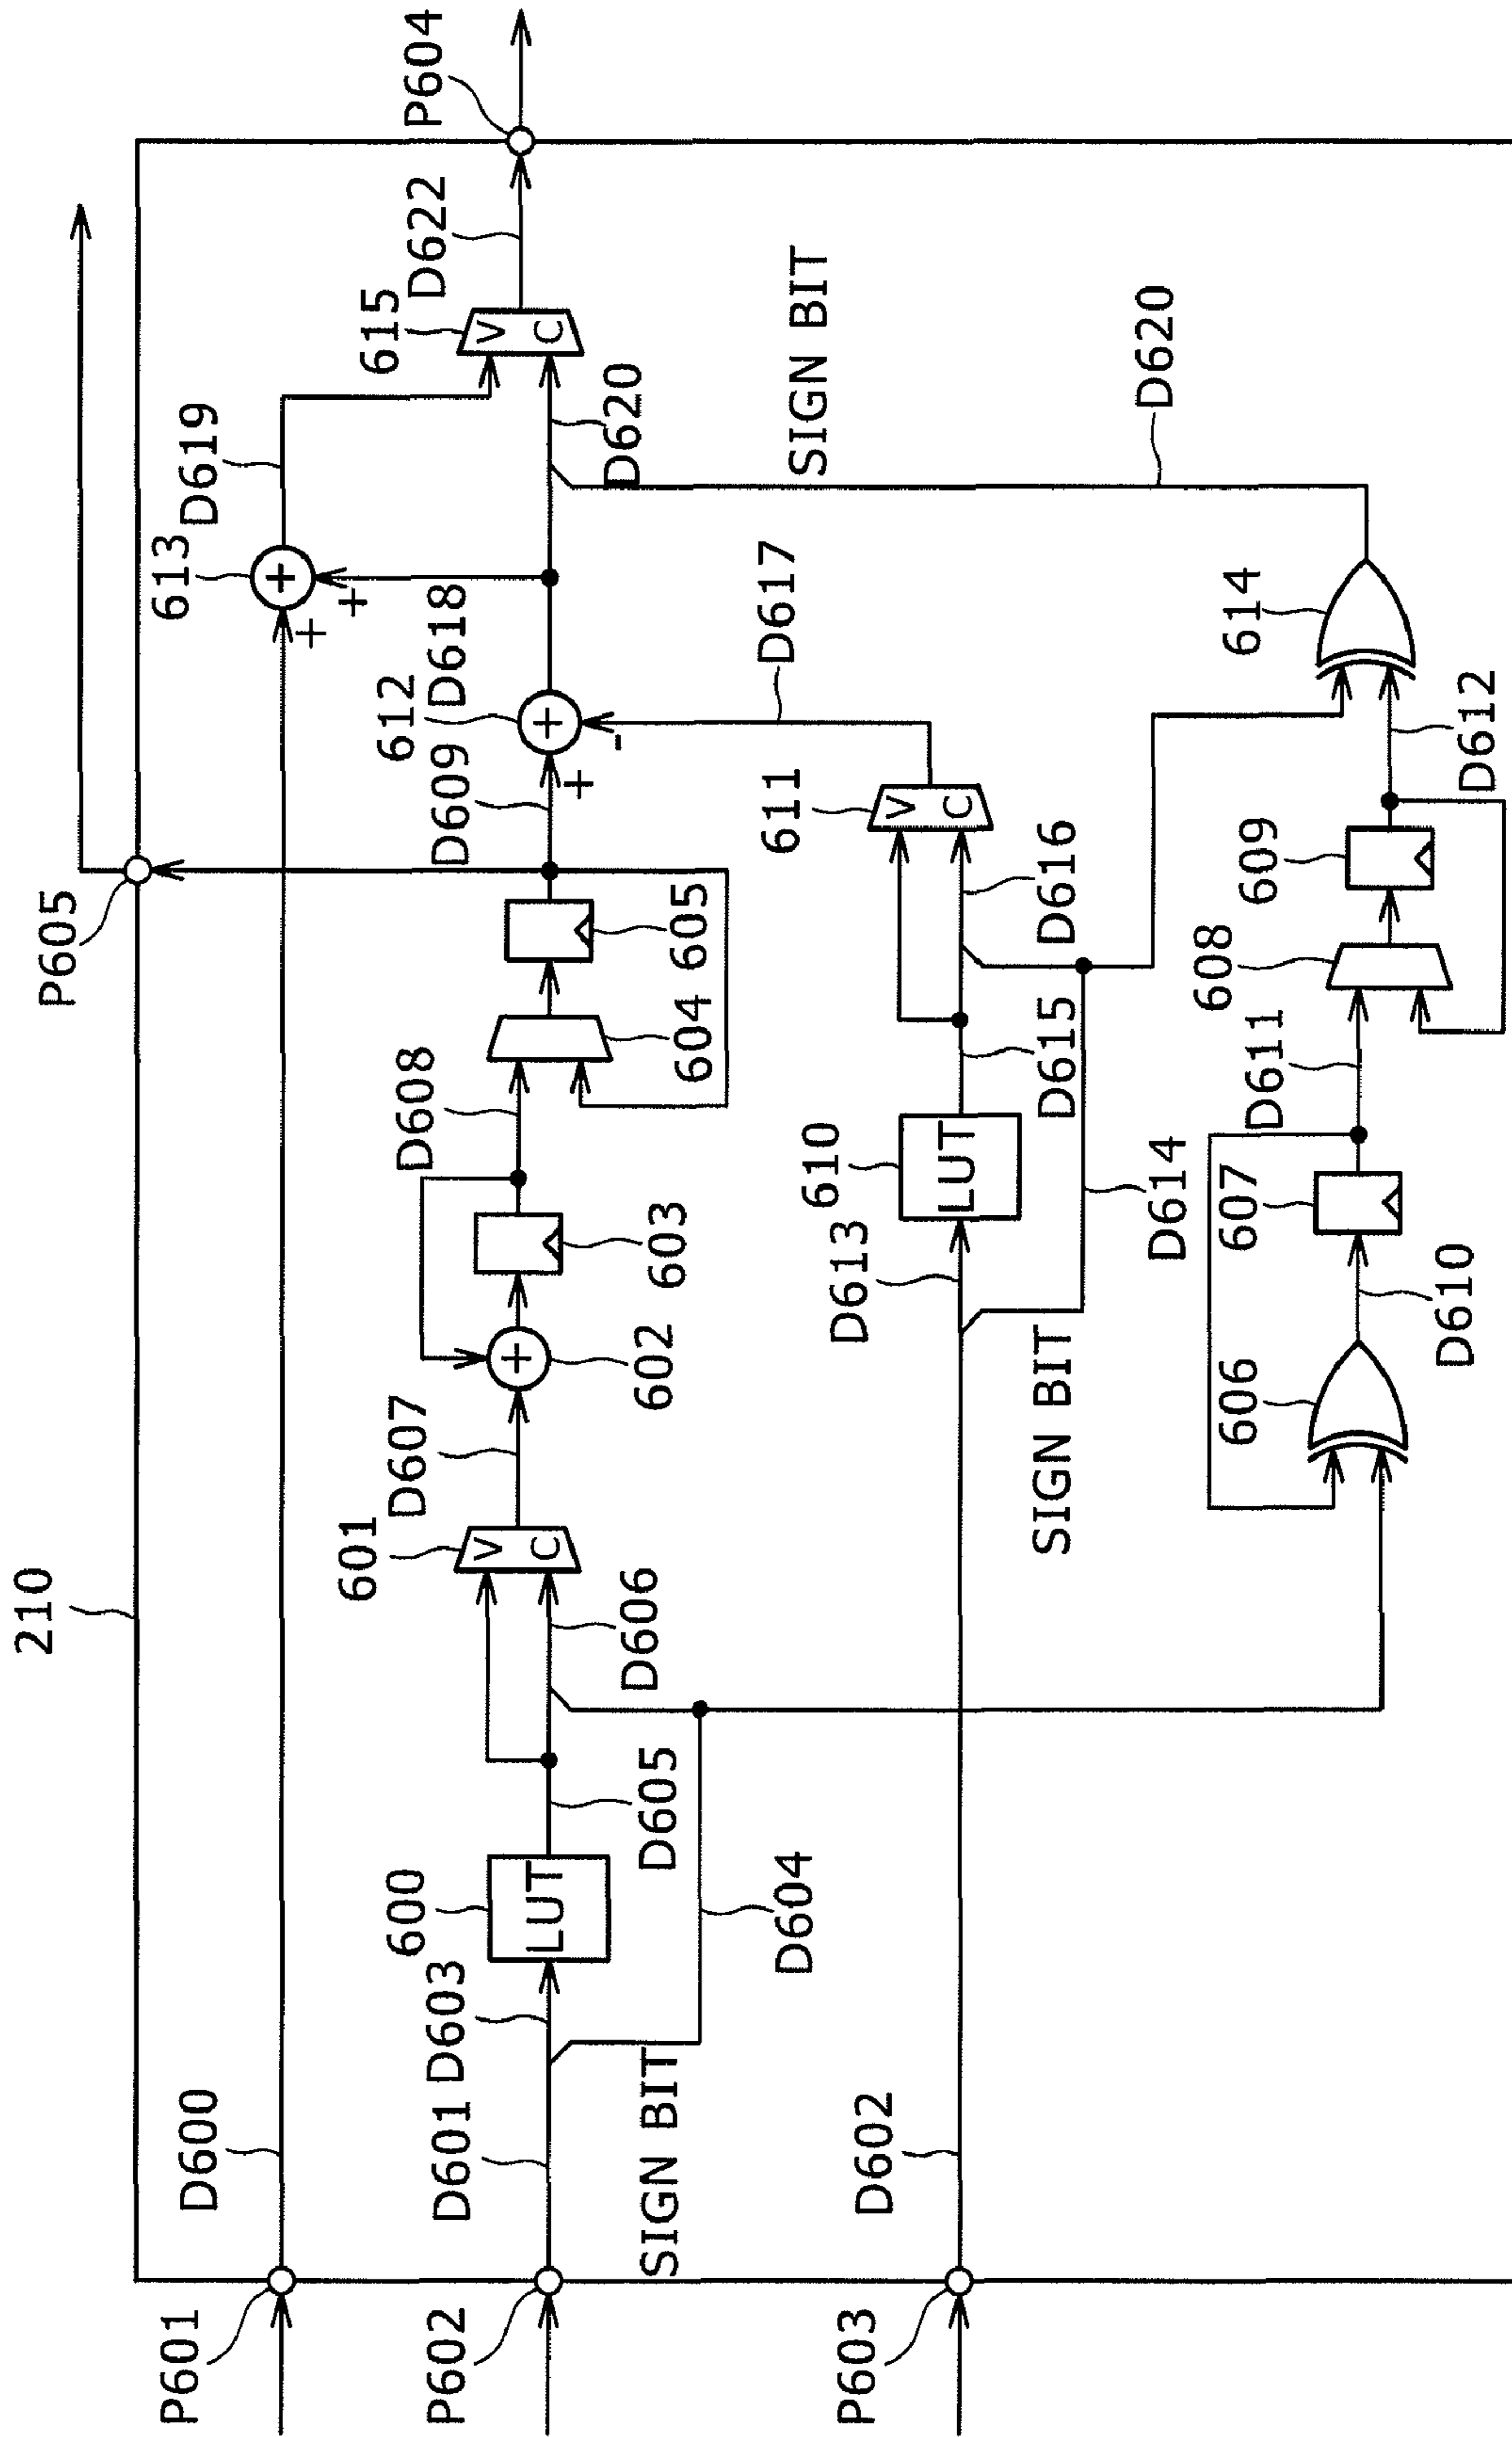 210
P601
D600
613
+
+
+
D619
P605
P602
D601
SIGN BIT
D603
600
LUT
D604
D605
D606
601
V
C
D607
602
+
603
D608
604
605
D609
612
+
+
-
D618
D620
615
V
C
D622
P604
P603
D602
SIGN BIT
D613
610
LUT
D614
D615
D616
611
V
C
D617
SIGN BIT
D620
606
D610
607
D611
608
609
D612
614